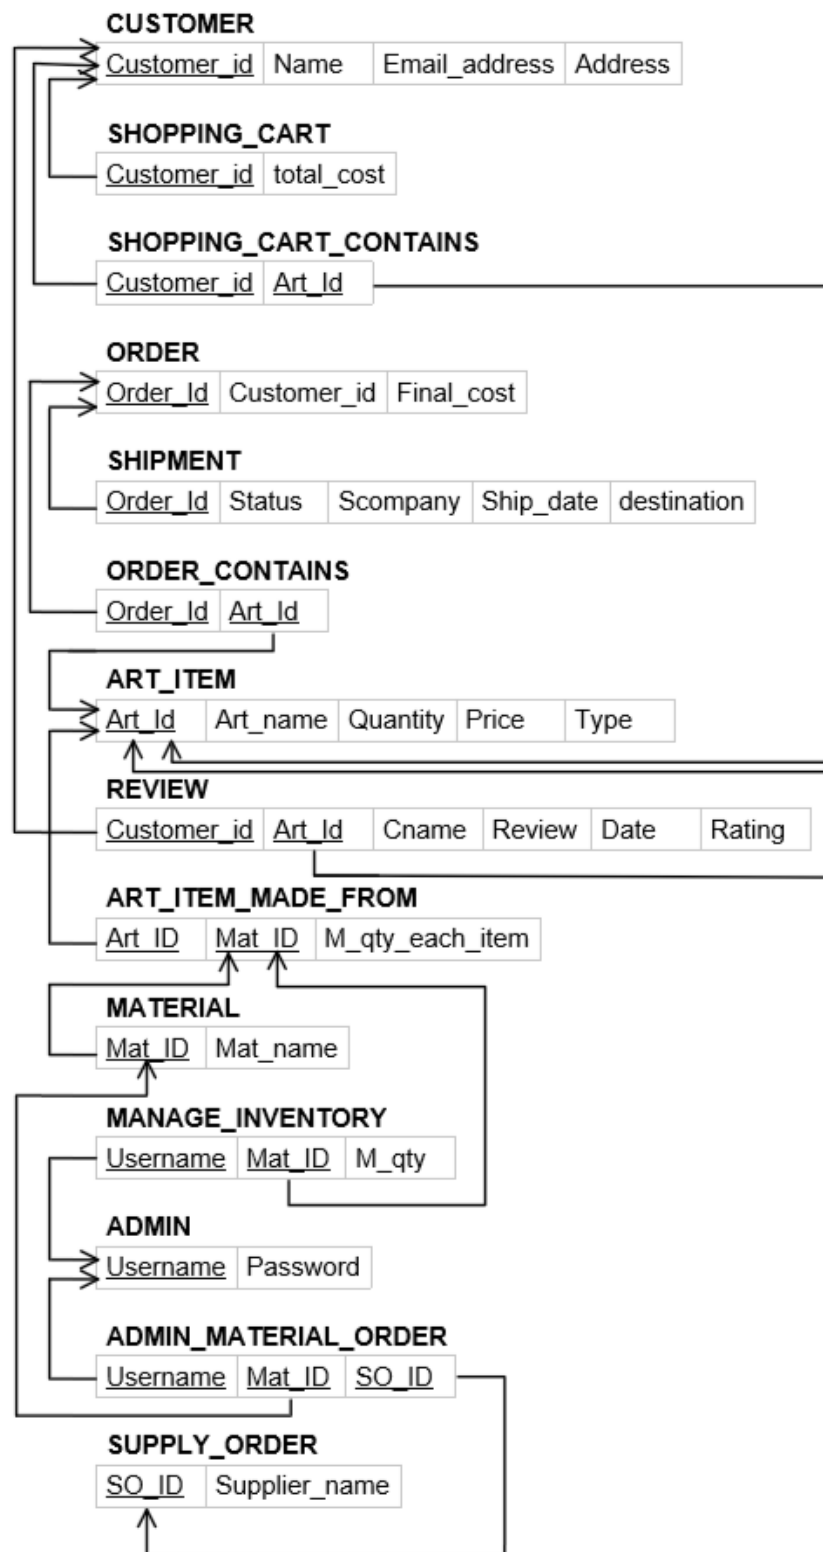 CUSTOMER
Customer_id Name Email_address Address
SHOPPING_CART
Customer_id total_cost
SHOPPING_CART_CONTAINS
Customer_id Art_Id
ORDER
Order_Id Customer_id Final_cost
SHIPMENT
Order_Id Status Scompany Ship_date destination
ORDER_CONTAINS
Order_Id Art_Id
ART_ITEM
Art_Id Art_name Quantity Price Type
REVIEW
Customer_id Art_Id Cname Review Date Rating
ART_ITEM_MADE_FROM
Art_ID Mat_ID M_qty_each_item
MATERIAL
Mat_ID Mat_name
MANAGE_INVENTORY
Username Mat_ID M_qty
ADMIN
Username Password
ADMIN_MATERIAL_ORDER
Username Mat_ID SO_ID
SUPPLY_ORDER
SO_ID Supplier_name